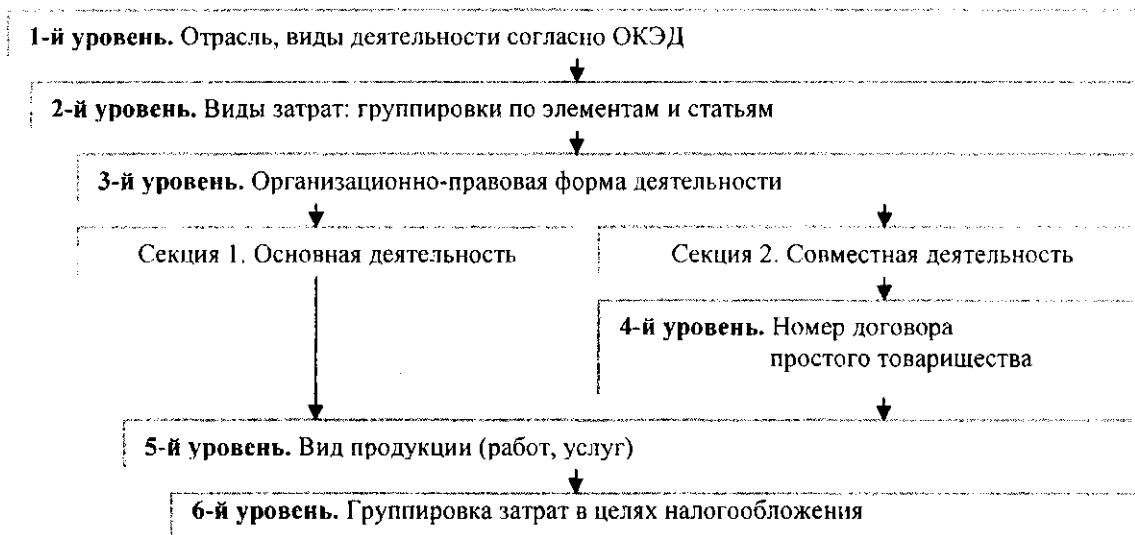 1-й уровень. Отрасль, виды деятельности согласно ОКЭД
2-й уровень. Виды затрат: группировки по элементам и статьям
3-й уровень. Организационно-правовая форма деятельности
Секция 1. Основная деятельность
Секция 2. Совместная деятельность
4-й уровень. Номер договора
простого товарищества
5-й уровень. Вид продукции (работ, услуг)
6-й уровень. Группировка затрат в целях налогообложения